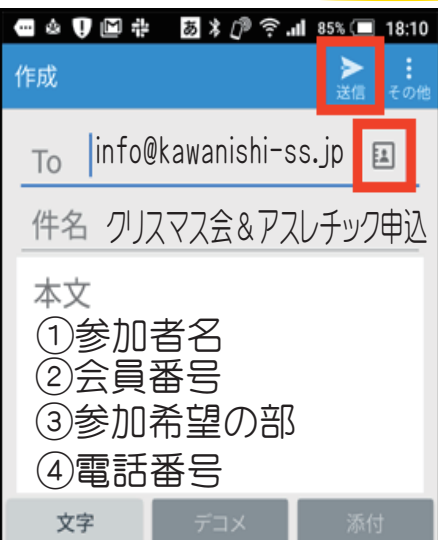 85% 18:10
作成
送信 その他
To info@kawanishi-ss.jp
件名 クリスマス会&アスレチック申込
本文
①参加者名
②会員番号
③参加希望の部
④電話番号
文字 デコメ 添付